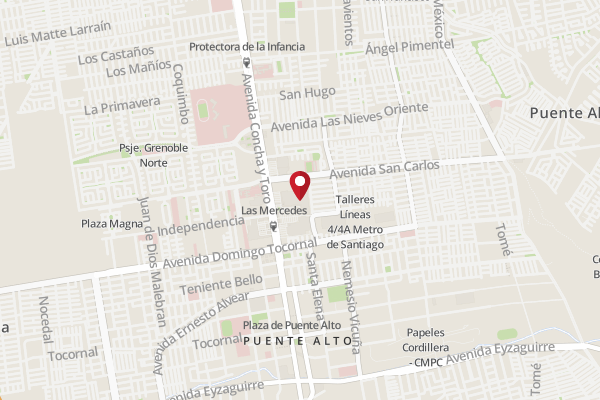 avientos
México
Luis Matte Larraín
Protectora de la Infancia
Ángel Pimentel
Los Castaños
Los Mañíos
Coquimbo
San Hugo
La Primavera
Avenida Concha y Toro
Avenida Las Nieves Oriente
Puente Al
Psje. Grenoble
Norte
Avenida San Carlos
Juan de Dios Malebran
Las Mercedes
Talleres
Líneas
4/4A Metro
de Santiago
Plaza Magna
Independencia
Tomé
Avenida Domingo Tocornal
Santa Elena
Nemesio Vicuña
Teniente Bello
Nocedal
Avenida Ernesto Alvear
a
Plaza de Puente Alto
PUENTE ALTO
Papeles
Cordillera
- CMPC
Tocornal
Tocornal
Avenida Eyzaguirre
Avenida Eyzaguirre
Tomé